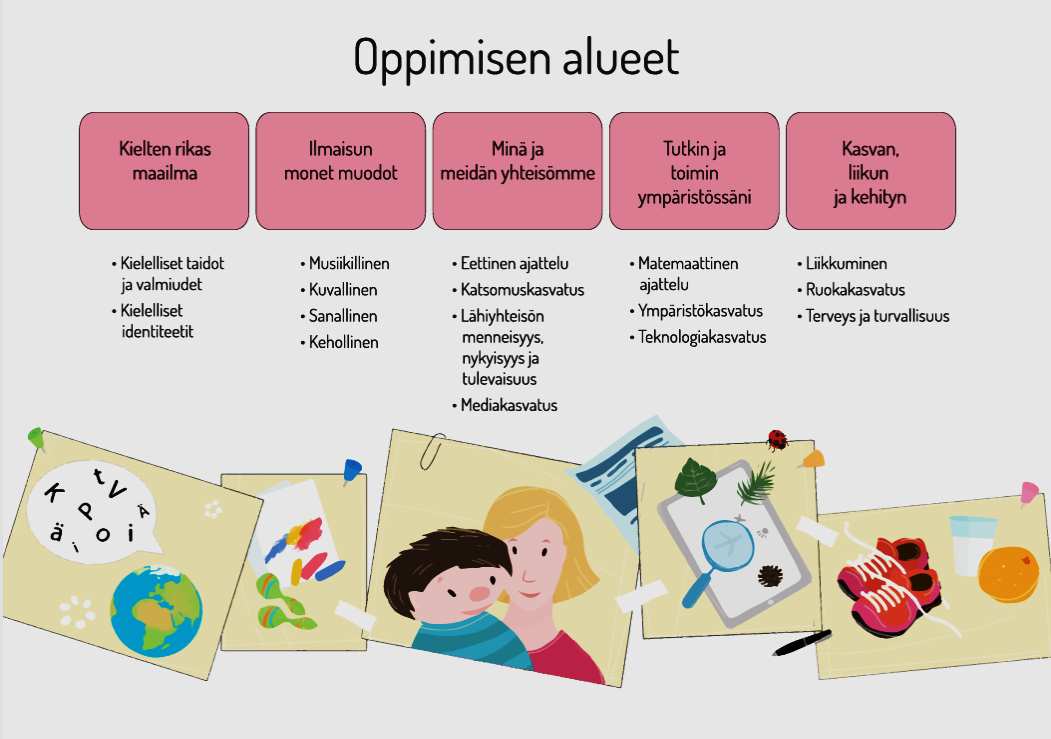 Oppimisen alueet
Kielten rikas
maailma
Ilmaisun
monet muodot
Minä ja
meidän yhteisömme
Tutkin ja
toimin
ympäristössäni
Kasvan,
liikun
ja kehityn
• Kielelliset taidot
ja valmiudet
• Kielelliset
identiteetit
• Musiikillinen
• Kuvallinen
• Sanallinen
• Kehollinen
• Eettinen ajattelu
• Katsomuskasvatus
• Lähiyhteisön
menneisyys,
nykyisyys ja
tulevaisuus
• Mediakasvatus
• Matemaattinen
ajattelu
• Ympäristökasvatus
• Teknologiakasvatus
• Liikkuminen
• Ruokakasvatus
• Terveys ja turvallisuus
K t V
P Ä
ä i o i